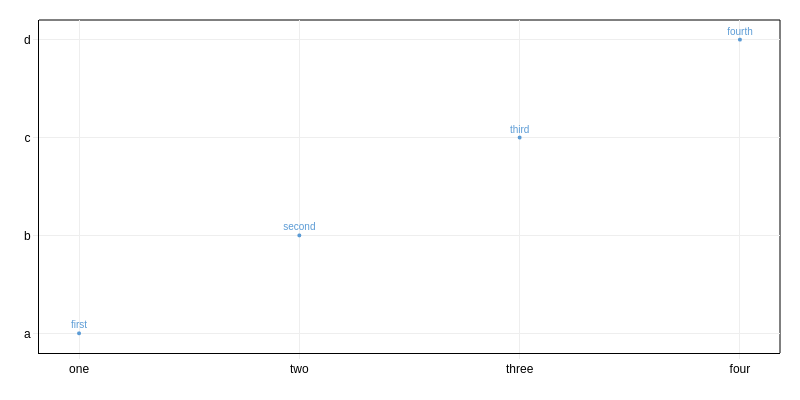 d
fourth
c
third
b
second
a
first
one two three four